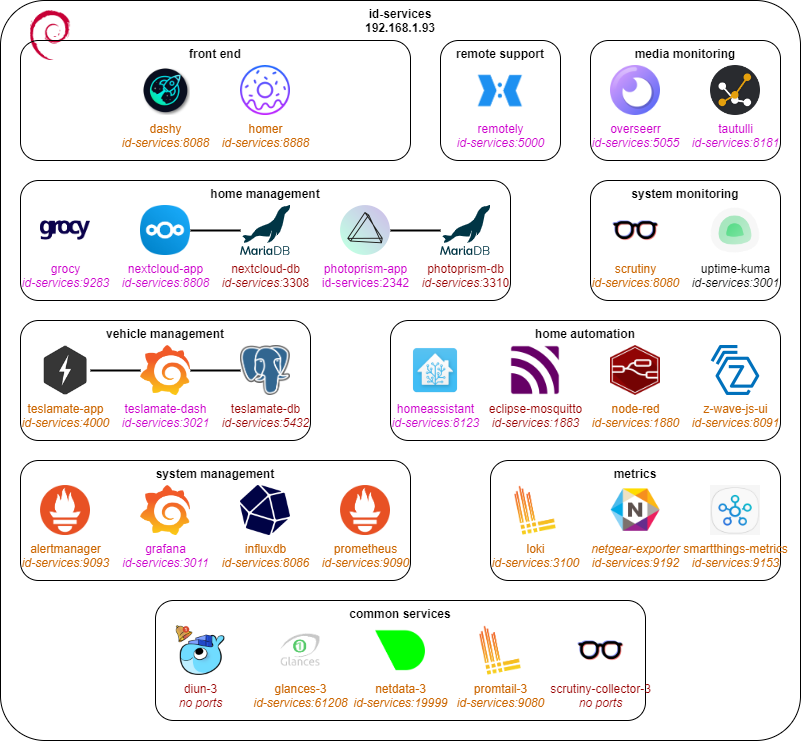 id-services
192.168.1.93
front end
dashy
id-services:8088
homer
id-services:8888
remote support
remotely
id-services:5000
media monitoring
overseerr
id-services:5055
tautulli
id-services:8181
home management
grocy
grocy
id-services:9283
nextcloud-app
id-services:8808
MariaDB
nextcloud-db
id-services:3308
photoprism-app
id-services:2342
MariaDB
photoprism-db
id-services:3310
system monitoring
scrutiny
id-services:8080
uptime-kuma
id-services:3001
vehicle management
teslamate-app
id-services:4000
teslamate-dash
id-services:3021
teslamate-db
id-services:5432
home automation
homeassistant
id-services:8123
eclipse-mosquitto
id-services:1883
node-red
id-services:1880
Z
z-wave-js-ui
id-services:8091
system management
alertmanager
id-services:9093
grafana
id-services:3011
influxdb
id-services:8086
prometheus
id-services:9090
metrics
loki
id-services:3100
N
netgear-exporter
id-services:9192
smartthings-metrics
id-services:9153
common services
diun-3
no ports
Glances
glances-3
id-services:61208
netdata-3
id-services:19999
promtail-3
id-services:9080
scrutiny-collector-3
no ports